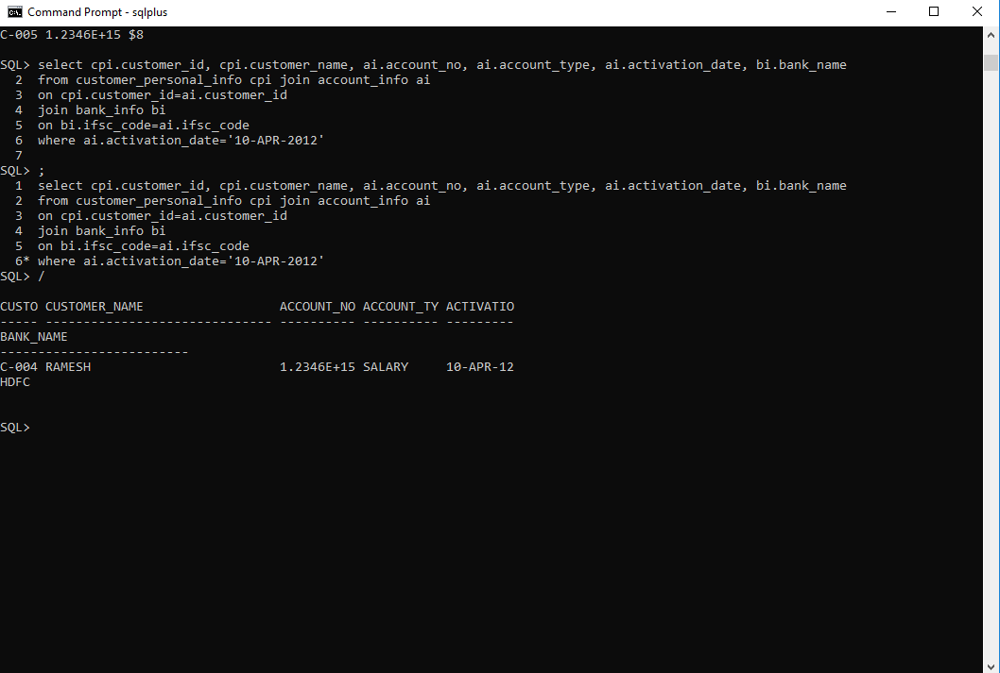 Command Prompt - sqlplus
C-005 1.2346E+15 $8
SQL> select cpi.customer_id, cpi.customer_name, ai.account_no, ai.account_type, ai.activation_date, bi.bank_name
  2  from customer_personal_info cpi join account_info ai
  3  on cpi.customer_id=ai.customer_id
  4  join bank_info bi
  5  on bi.ifsc_code=ai.ifsc_code
  6  where ai.activation_date='10-APR-2012'
  7
SQL> ;
  1  select cpi.customer_id, cpi.customer_name, ai.account_no, ai.account_type, ai.activation_date, bi.bank_name
  2  from customer_personal_info cpi join account_info ai
  3  on cpi.customer_id=ai.customer_id
  4  join bank_info bi
  5  on bi.ifsc_code=ai.ifsc_code
  6* where ai.activation_date='10-APR-2012'
SQL> /
CUSTO CUSTOMER_NAME                  ACCOUNT_NO ACCOUNT_TY ACTIVATIO
----- ------------------------------ ---------- ---------- ---------
BANK_NAME
-------------------------
C-004 RAMESH                         1.2346E+15 SALARY     10-APR-12
HDFC
SQL>